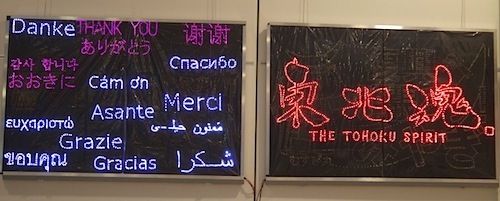 Danke
THANK YOU
ありがとう
谢谢
감사 합니다
おおきに
Спасибо
Cám ơn
Asante
Merci
ευχαριστώ
ممنون
Grazie
ขอบคุณ
Gracias
شكرا
東北魂。
THE TOHOKU SPIRIT